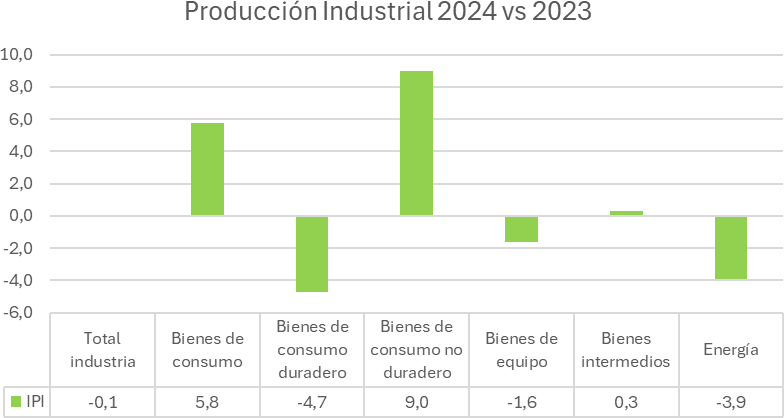 Producción Industrial 2024 vs 2023
10,0
8,0
6,0
4,0
2,0
0,0
-2,0
-4,0
-6,0
Total
industria
Bienes de
consumo
Bienes de
consumo
duradero
Bienes de
consumo no
duradero
Bienes de
equipo
Bienes
intermedios
Energía
IPI
-0,1
5,8
-4,7
9,0
-1,6
0,3
-3,9